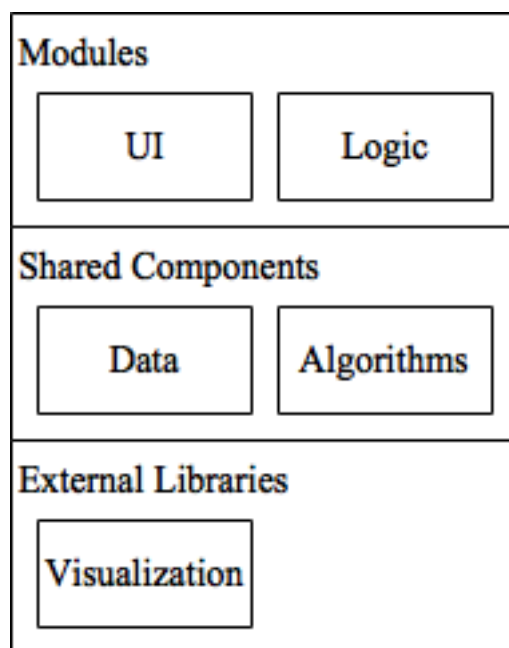 Modules
UI Logic
Shared Components
Data Algorithms
External Libraries
Visualization